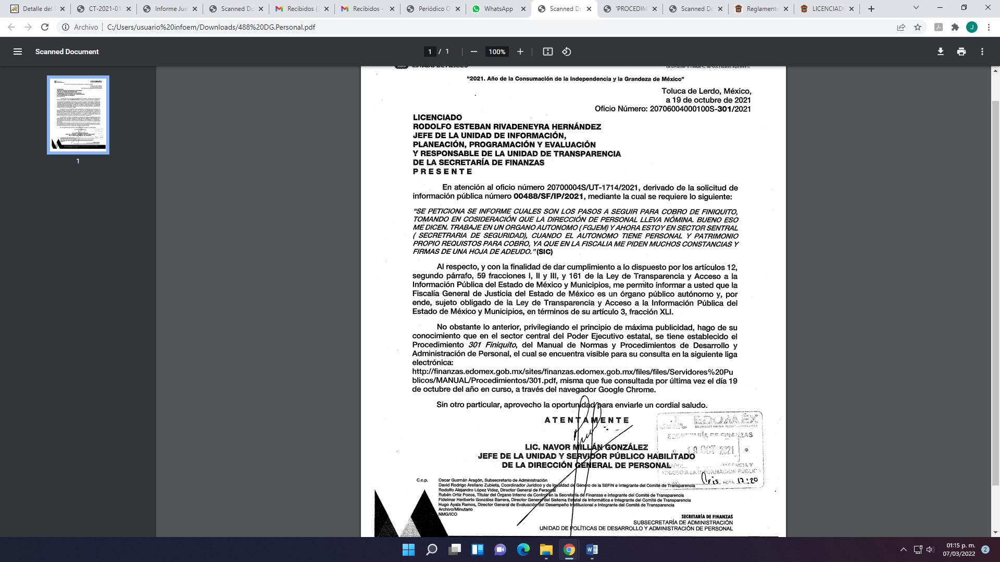 Detalle del S
CT-2021-01
Informe Jus
Scanned Do
Recibidos (3
Recibidos -
Periódico O
WhatsApp
Scanned Do
'PROCEDIM
Scanned Do
Reglamento
LICENCIADO
Archivo
C:/Users/usuario%20infoem/Downloads/488%20DG.Personal.pdf
J
Scanned Document
1 / 1
100%
1
“2021. Año de la Consumación de la Independencia y la Grandeza de México”
Toluca de Lerdo, México,
a 19 de octubre de 2021
Oficio Número: 20706004000100S-301/2021
LICENCIADO
RODOLFO ESTEBAN RIVADENEYRA HERNÁNDEZ
JEFE DE LA UNIDAD DE INFORMACIÓN,
PLANEACIÓN, PROGRAMACIÓN Y EVALUACIÓN
Y RESPONSABLE DE LA UNIDAD DE TRANSPARENCIA
DE LA SECRETARÍA DE FINANZAS
P R E S E N T E
En atención al oficio número 20700004S/UT-1714/2021, derivado de la solicitud de
información pública número 00488/SF/IP/2021, mediante la cual se requiere lo siguiente:
“SE PETICIONA SE INFORME CUALES SON LOS PASOS A SEGUIR PARA COBRO DE FINIQUITO,
TOMANDO EN COSIDERACIÓN QUE LA DIRECCIÓN DE PERSONAL LLEVA NÓMINA. BUENO ESO
ME DICEN. TRABAJE EN UN ORGANO AUTONOMO ( FGJEM) Y AHORA ESTOY EN SECTOR SENTRAL
( SECRETRARIA DE SEGURIDAD), CUANDO EL AUTONOMO TIENE PERSONAL Y PATRIMONIO
PROPIO REQUISTOS PARA COBRO, YA QUE EN LA FISCALIA ME PIDEN MUCHOS CONSTANCIAS Y
FIRMAS DE UNA HOJA DE ADEUDO.” (SIC)
Al respecto, y con la finalidad de dar cumplimiento a lo dispuesto por los artículos 12,
segundo párrafo, 59 fracciones I, II y III, y 161 de la Ley de Transparencia y Acceso a la
Información Pública del Estado de México y Municipios, me permito informar a usted que la
Fiscalía General de Justicia del Estado de México es un órgano público autónomo y, por
ende, sujeto obligado de la Ley de Transparencia y Acceso a la Información Pública del
Estado de México y Municipios, en términos de su artículo 3, fracción XLI.
No obstante lo anterior, privilegiando el principio de máxima publicidad, hago de su
conocimiento que en el sector central del Poder Ejecutivo estatal, se tiene establecido el
Procedimiento 301 Finiquito, del Manual de Normas y Procedimientos de Desarrollo y
Administración de Personal, el cual se encuentra visible para su consulta en la siguiente liga
electrónica:
http://finanzas.edomex.gob.mx/sites/finanzas.edomex.gob.mx/files/files/Servidores%20Pu
blicos/MANUAL/Procedimientos/301.pdf, misma que fue consultada por última vez el día 19
de octubre del año en curso, a través del navegador Google Chrome.
Sin otro particular, aprovecho la oportunidad para enviarle un cordial saludo.
A T E N T A M E N T E
EDOMÉX
SECRETARÍA DE FINANZAS
19 OCT 2021
HORA. 12:20
LIC. NAVOR MILLÁN GONZÁLEZ
JEFE DE LA UNIDAD Y SERVIDOR PÚBLICO HABILITADO
DE LA DIRECCIÓN GENERAL DE PERSONAL
C.c.p. Oscar Guzmán Aragón, Subsecretario de Administración
David Rodrigo Arellano Zubieta, Coordinador Jurídico y de Igualdad de Género de la SEFIN e Integrante del Comité de Transparencia
Rodolfo Alejandro López Videz, Director General de Personal
Rubén Ortiz Pozos, Titular del Órgano Interno de Control en la Secretaría de Finanzas e Integrante del Comité de Transparencia
Fidelmar Heriberto González Barrera, Director General del Sistema Estatal de Informática e Integrante del Comité de Transparencia
Hugo Ayala Ramos, Director General de Evaluación del Desempeño Institucional e Integrante del Comité de Transparencia
Archivo/Minutario
NMG/ICO
SECRETARÍA DE FINANZAS
SUBSECRETARÍA DE ADMINISTRACIÓN
UNIDAD DE POLÍTICAS DE DESARROLLO Y ADMINISTRACIÓN DE PERSONAL
01:15 p. m.
07/03/2022
2